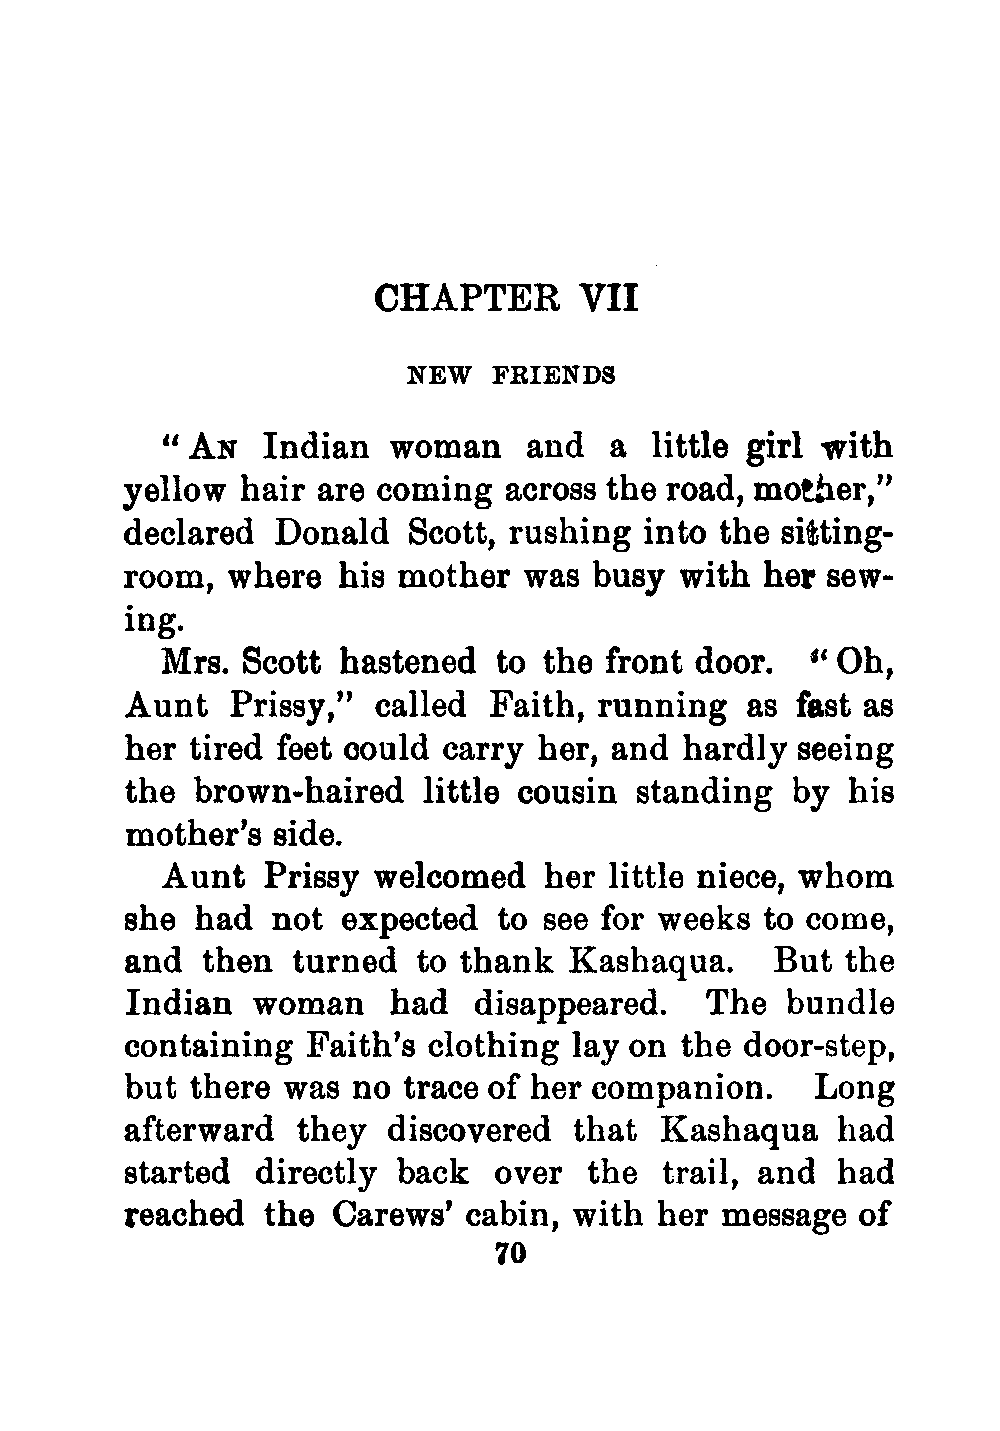 CHAPTER VII
NEW FRIENDS
“ AN Indian woman and a little girl with
yellow hair are coming across the road, mother,”
declared Donald Scott, rushing into the sitting-
room, where his mother was busy with her sew-
ing.
Mrs. Scott hastened to the front door. “ Oh,
Aunt Prissy,” called Faith, running as fast as
her tired feet could carry her, and hardly seeing
the brown-haired little cousin standing by his
mother’s side.
Aunt Prissy welcomed her little niece, whom
she had not expected to see for weeks to come,
and then turned to thank Kashaqua. But the
Indian woman had disappeared. The bundle
containing Faith’s clothing lay on the door-step,
but there was no trace of her companion. Long
afterward they discovered that Kashaqua had
started directly back over the trail, and had
reached the Carews’ cabin, with her message of
70